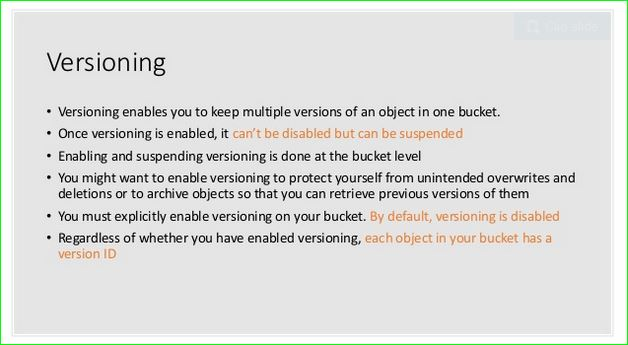 Clip slide
Versioning
• Versioning enables you to keep multiple versions of an object in one bucket.
• Once versioning is enabled, it can't be disabled but can be suspended
• Enabling and suspending versioning is done at the bucket level
• You might want to enable versioning to protect yourself from unintended overwrites and
deletions or to archive objects so that you can retrieve previous versions of them
• You must explicitly enable versioning on your bucket. By default, versioning is disabled
• Regardless of whether you have enabled versioning, each object in your bucket has a
version ID